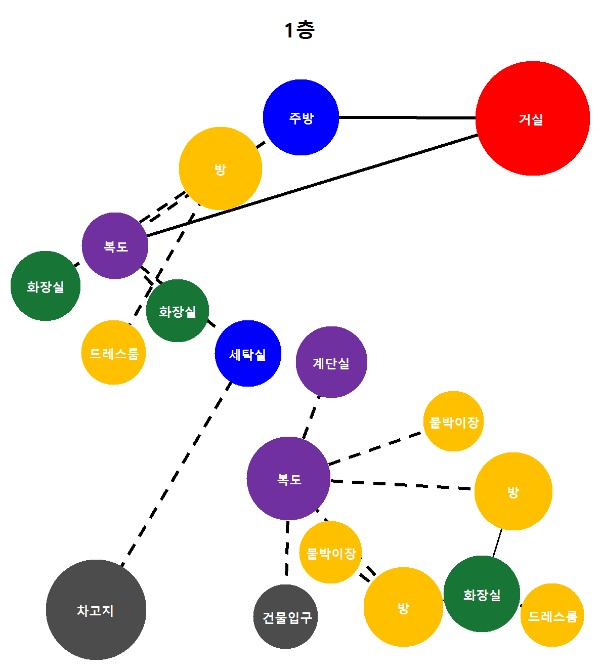 1층
주방
거실
방
복도
화장실
화장실
드레스룸
세탁실
계단실
붙박이장
복도
방
붙박이장
화장실
차고지
건물입구
방
드레스룸